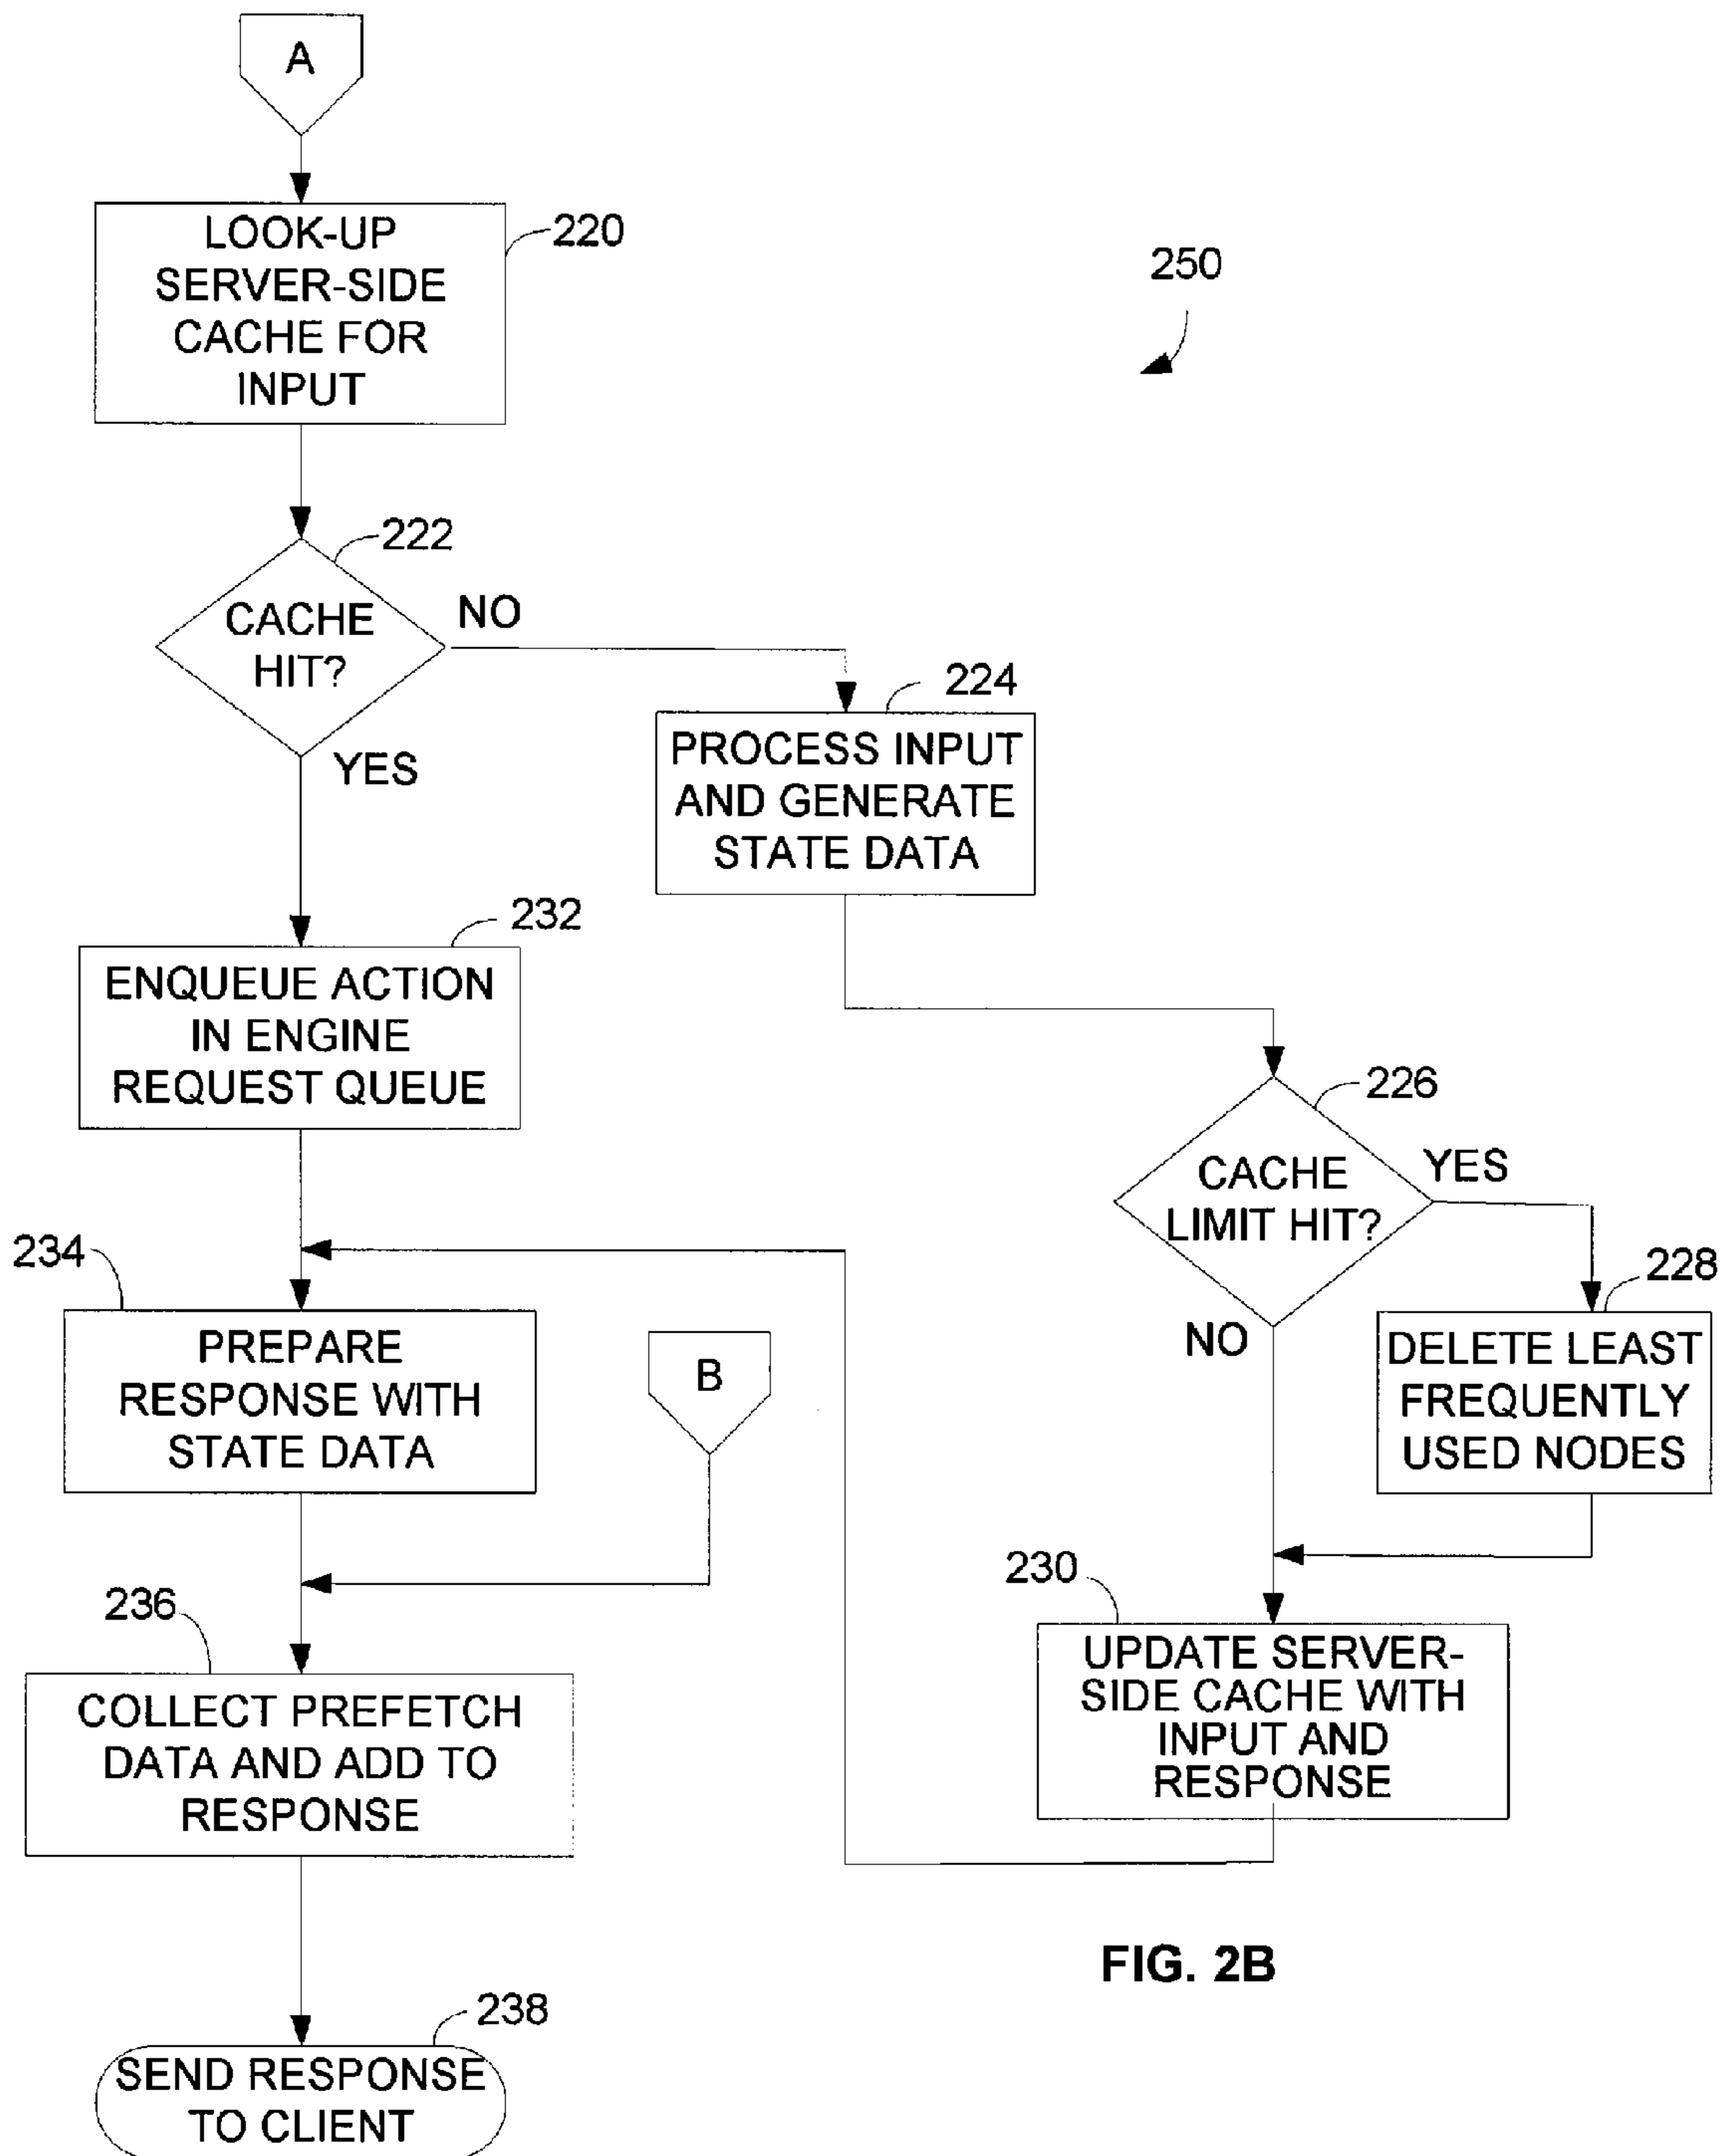 A
LOOK-UP
SERVER-SIDE
CACHE FOR
INPUT
220
250
222
CACHE
HIT?
NO
YES
224
PROCESS INPUT
AND GENERATE
STATE DATA
232
ENQUEUE ACTION
IN ENGINE
REQUEST QUEUE
226
CACHE
LIMIT HIT?
YES
NO
228
DELETE LEAST
FREQUENTLY
USED NODES
234
PREPARE
RESPONSE WITH
STATE DATA
B
230
UPDATE SERVER-
SIDE CACHE WITH
INPUT AND
RESPONSE
236
COLLECT PREFETCH
DATA AND ADD TO
RESPONSE
FIG. 2B
238
SEND RESPONSE
TO CLIENT